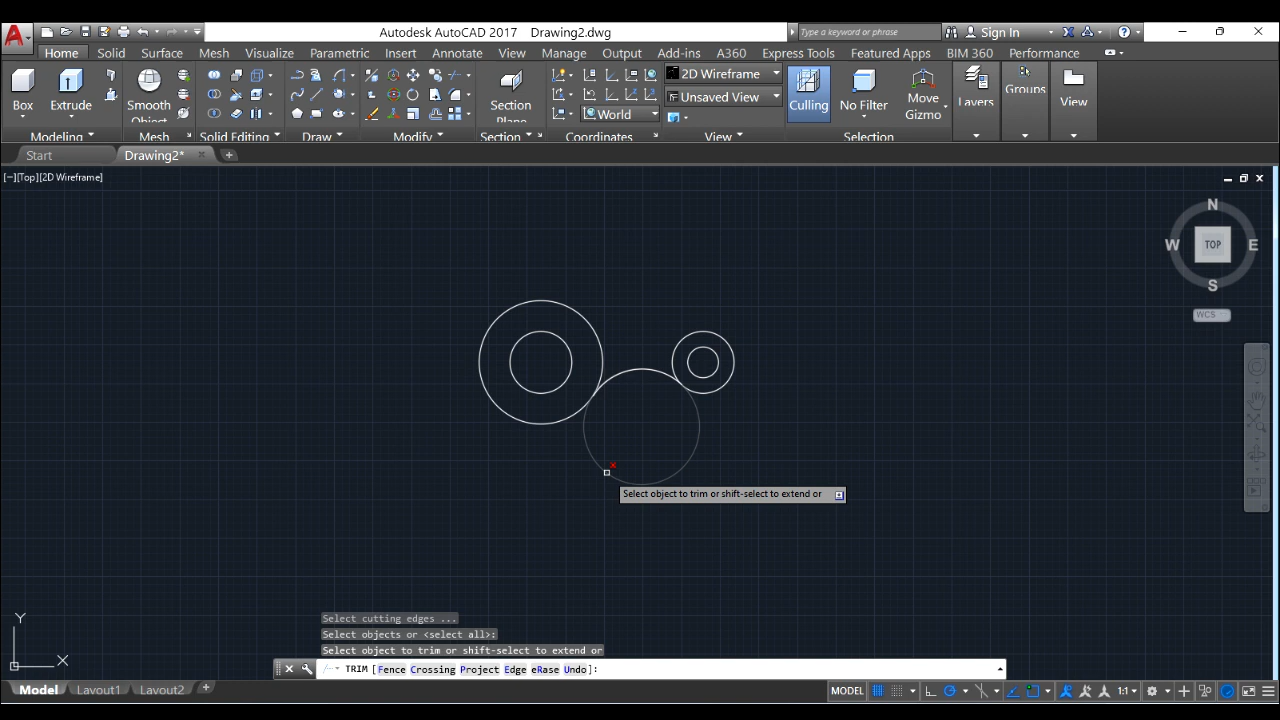 Autodesk AutoCAD 2017 Drawing2.dwg
Type a keyword or phrase
Sign In
Home Solid Surface Mesh Visualize Parametric Insert Annotate View Manage Output Add-ins A360 Express Tools Featured Apps BIM 360 Performance
2D Wireframe
Unsaved View
World
Box Extrude Smooth Object Section Plane Culling No Filter Move Gizmo Layers Groups View
Modeling Mesh Solid Editing Draw Modify Section Coordinates View Selection
Start Drawing2*
[−][Top][2D Wireframe]
N
W TOP E
S
WCS
Select object to trim or shift-select to extend or
Select cutting edges ...
Select objects or <select all>:
Select object to trim or shift-select to extend or
TRIM [Fence Crossing Project Edge eRase Undo]:
Y
X
Model Layout1 Layout2 +
MODEL 1:1